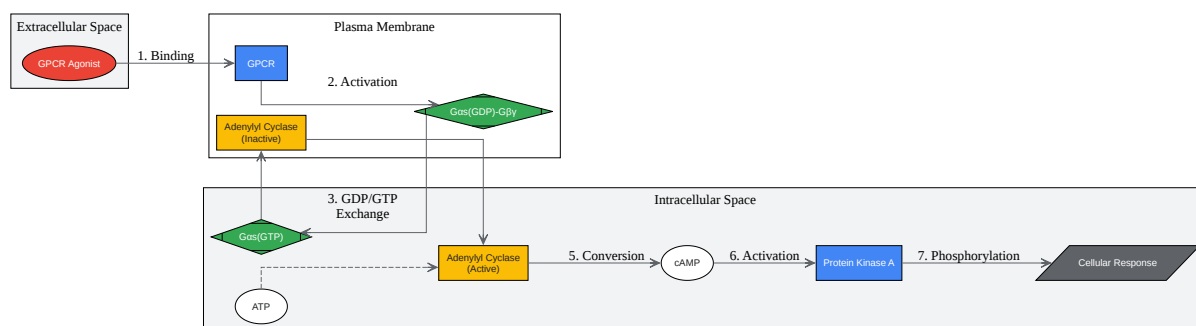 Extracellular Space
Plasma Membrane
GPCR Agonist
1. Binding
GPCR
2. Activation
Gαs(GDP)-Gβγ
Adenylyl Cyclase
(Inactive)
3. GDP/GTP
Exchange
Intracellular Space
Gαs(GTP)
Adenylyl Cyclase
(Active)
5. Conversion
cAMP
6. Activation
Protein Kinase A
7. Phosphorylation
Cellular Response
ATP